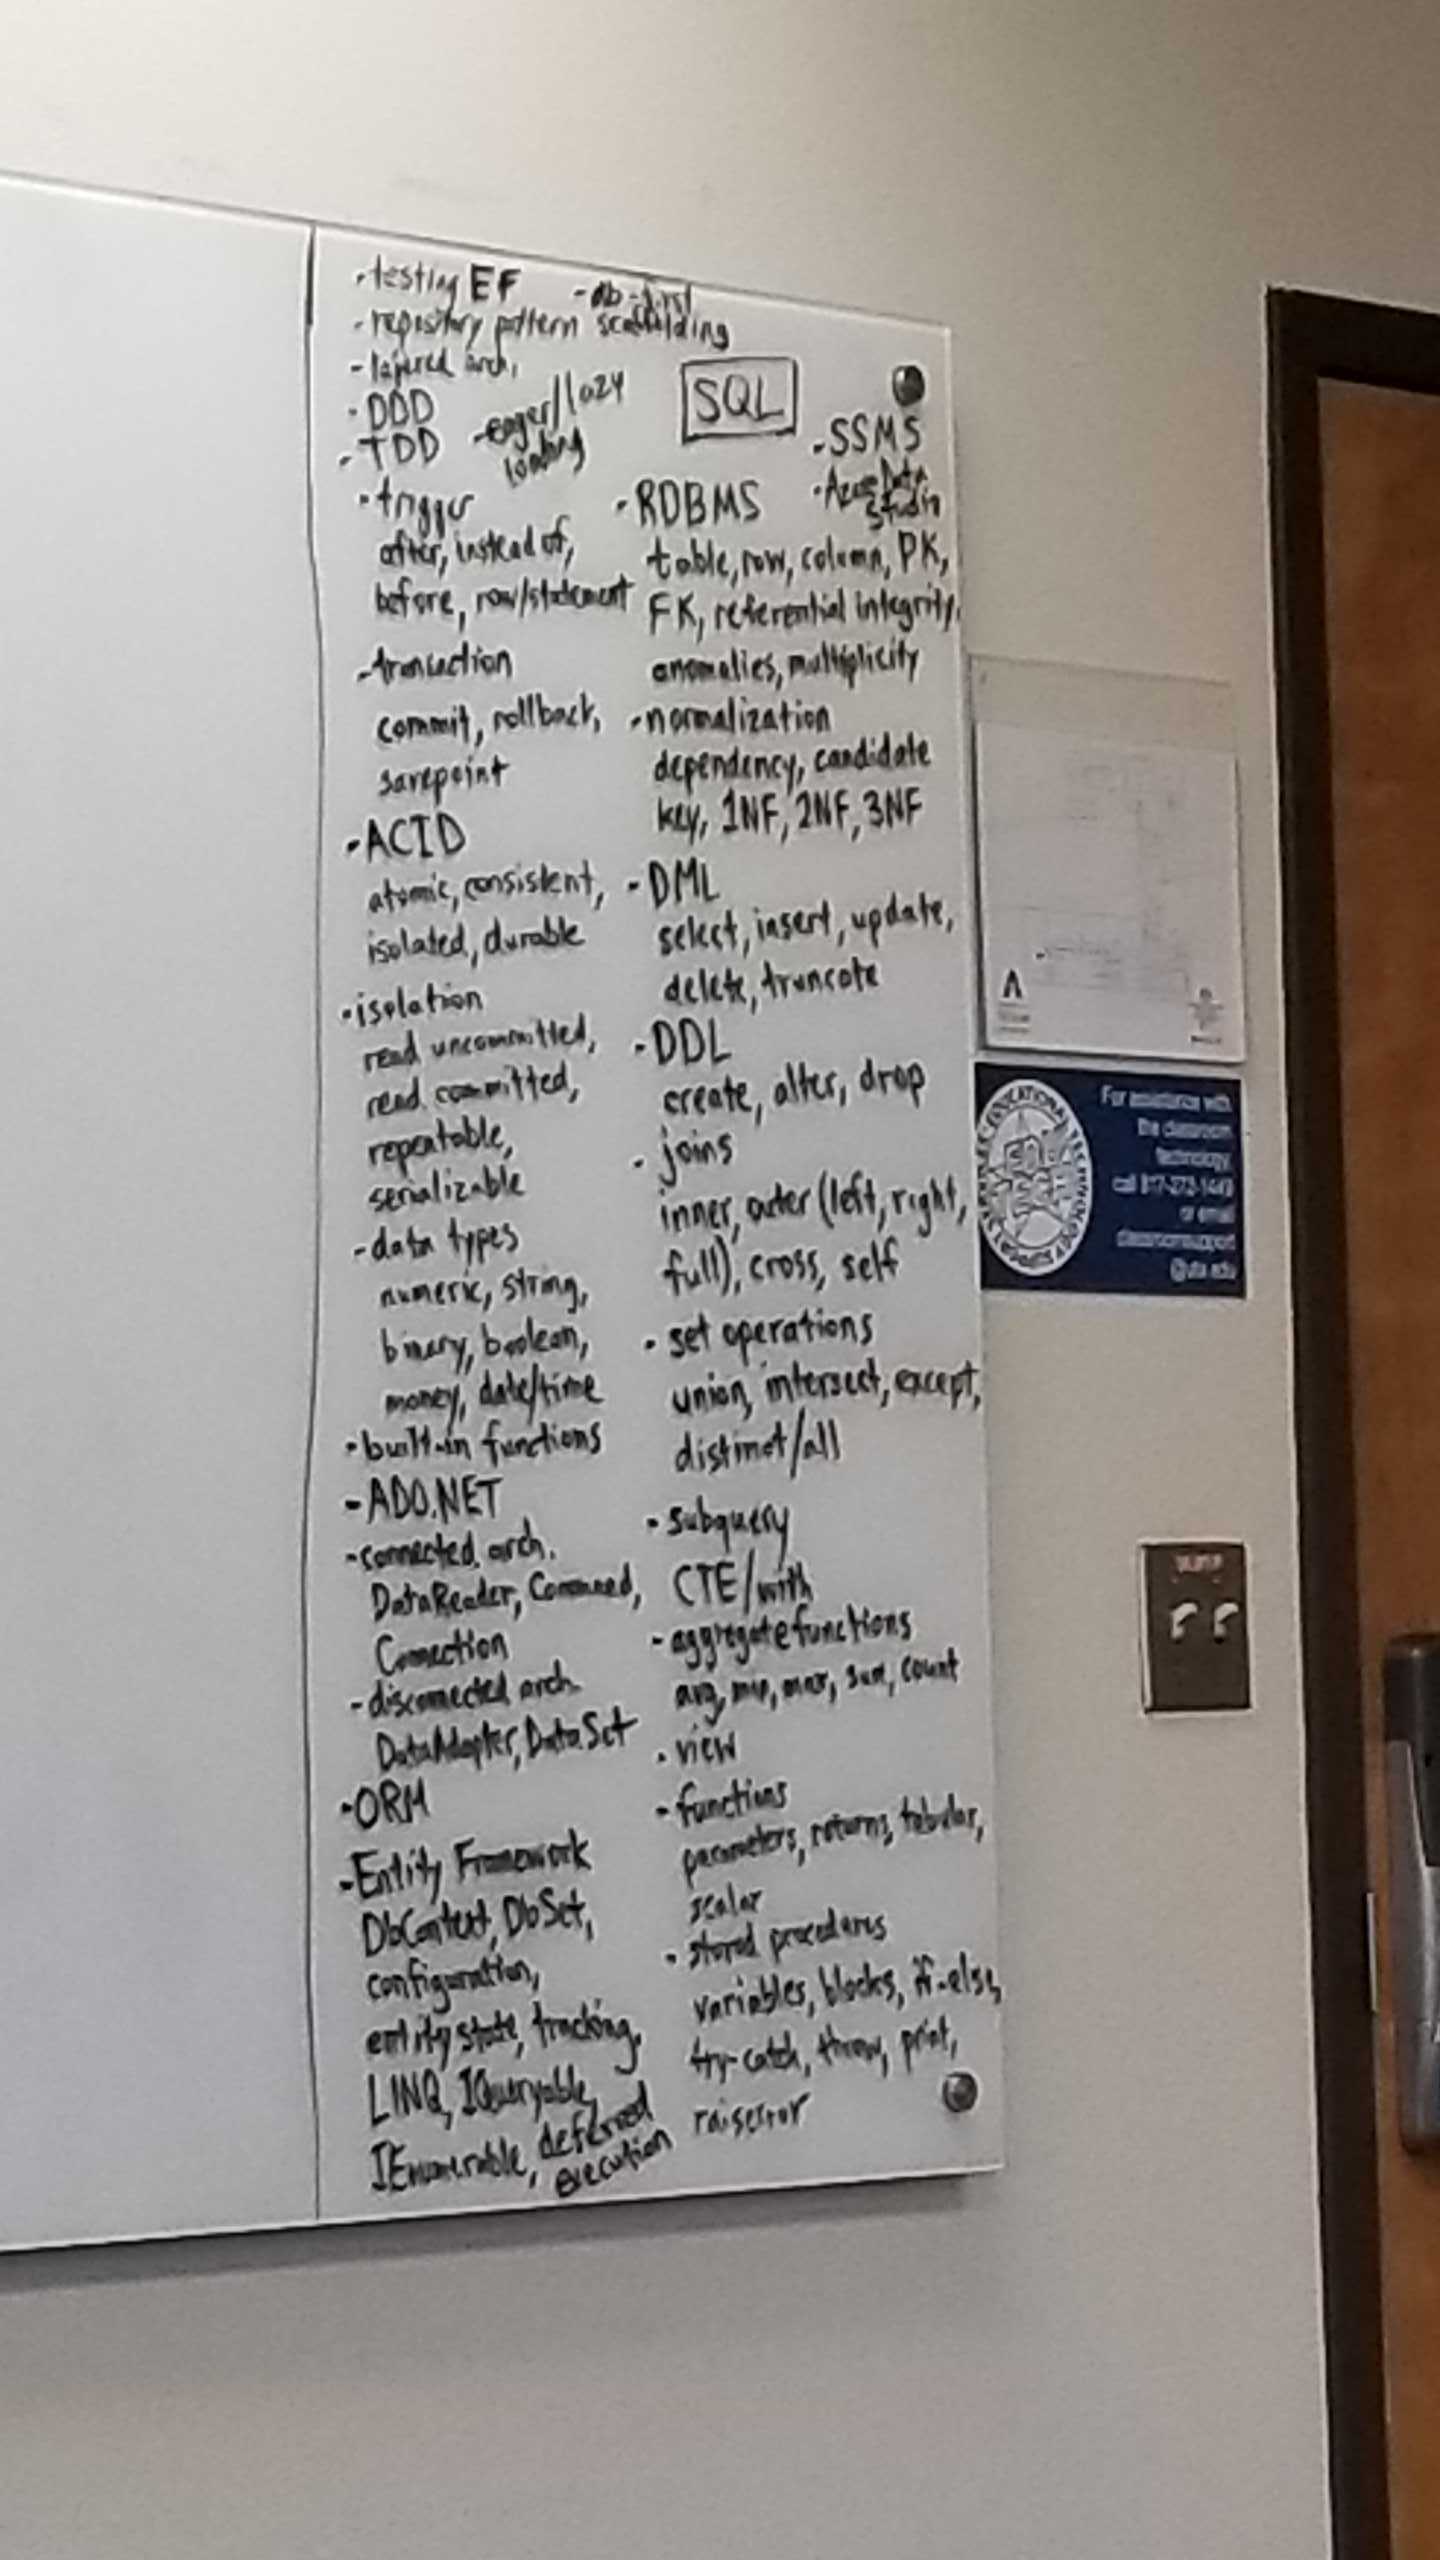 -testing EF
-db-first
-repository pattern scaffolding
-layered arch.
SQL
-DDD
-TDD
-eager/lazy
loading
-SSMS
-Azure Data
Studio
-trigger
after, instead of,
before, row/statement
-transaction
commit, rollback,
savepoint
-ACID
atomic, consistent,
isolated, durable
-isolation
read uncommitted,
read committed,
repeatable,
serializable
-data types
numeric, string,
binary, boolean,
money, date/time
-built-in functions
-ADO.NET
-connected arch.
DataReader, Command,
Connection
-disconnected arch.
DataAdapter, DataSet
-ORM
-Entity Framework
DbContext, DbSet,
configuration,
entity state, tracking,
LINQ, IQueryable,
IEnumerable, deferred
execution
-RDBMS
table, row, column, PK,
FK, referential integrity,
anomalies, multiplicity
-normalization
dependency, candidate
key, 1NF, 2NF, 3NF
-DML
select, insert, update,
delete, truncate
-DDL
create, alter, drop
-joins
inner, outer (left, right,
full), cross, self
-set operations
union, intersect, except,
distinct/all
-subquery
CTE/with
-aggregate functions
avg, min, max, sum, count
-view
-functions
parameters, returns, tabular,
scalar
-stored procedures
variables, blocks, if-else,
try-catch, throw, print,
raiserror
For assistance with
the classroom
technology,
call 817-272-1449
or email
classroomsupport
@uta.edu